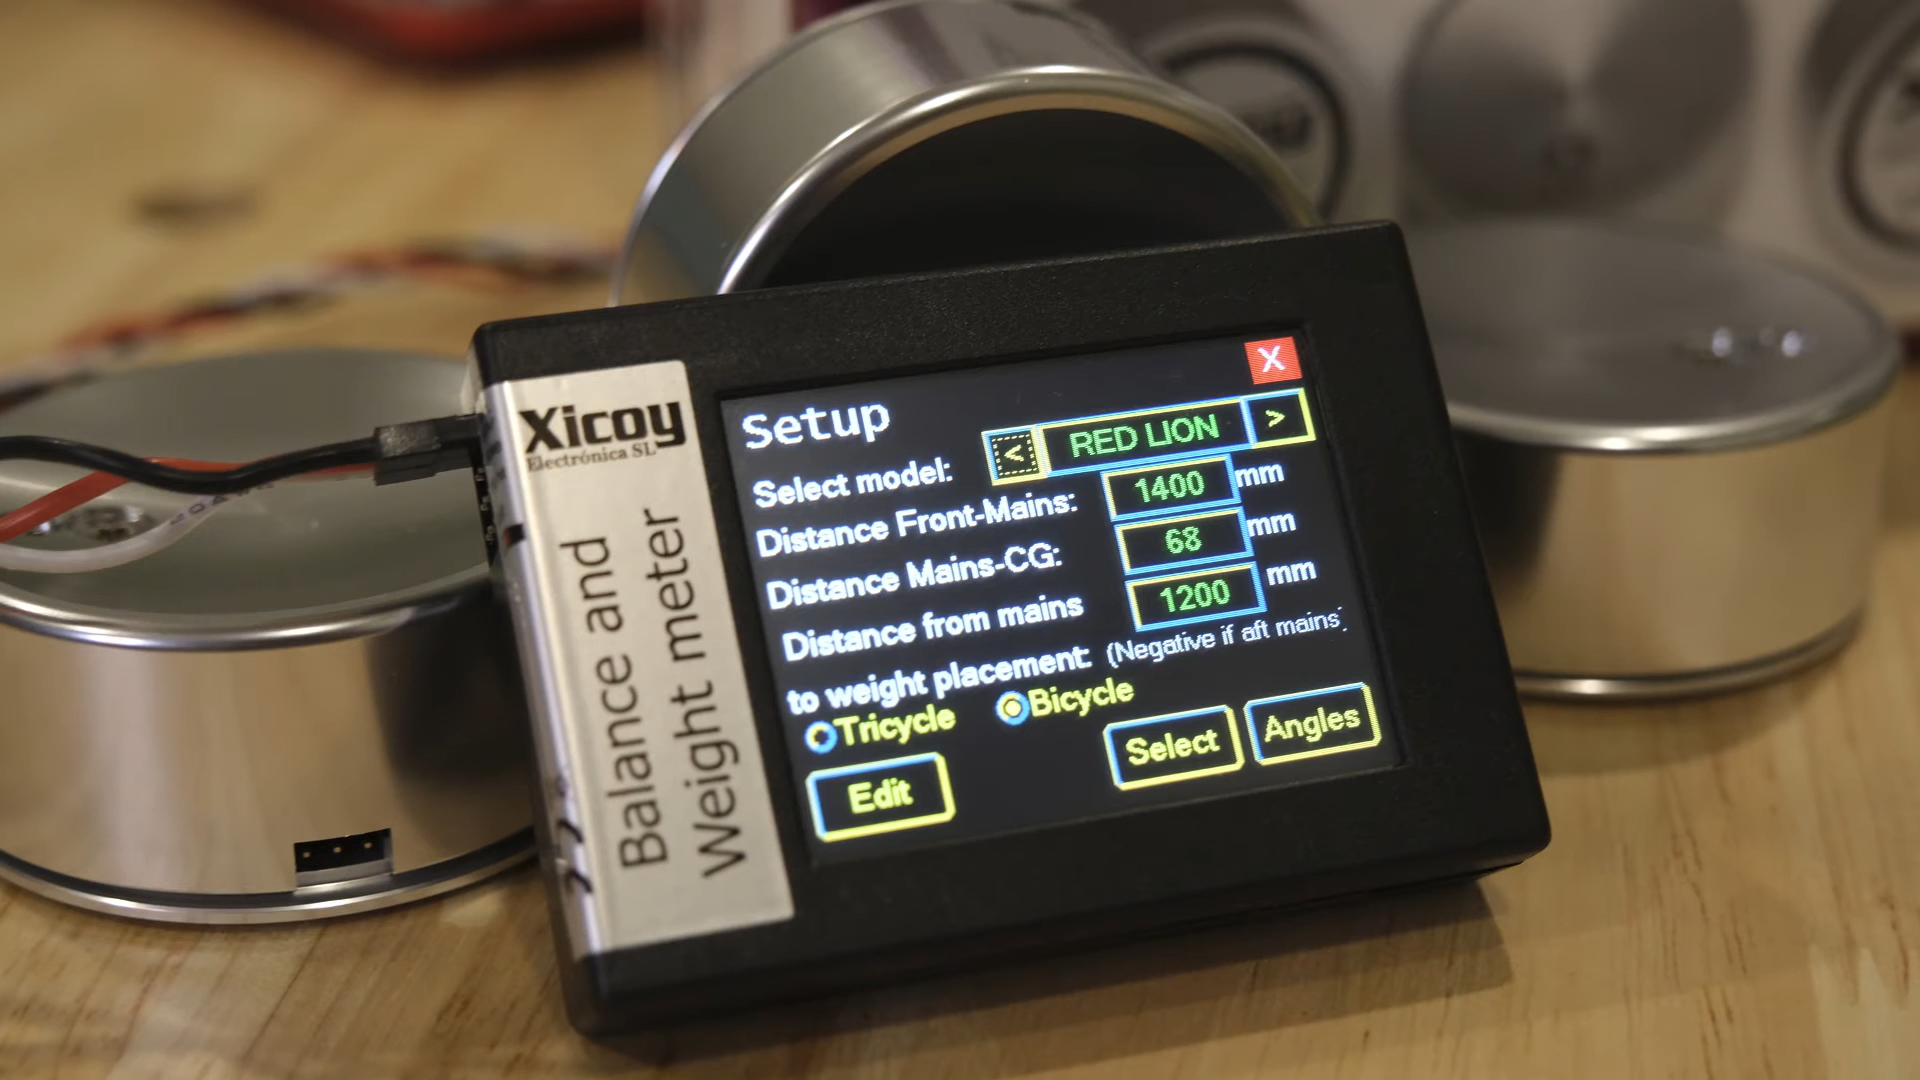 Xicoy
Electrónica SL
Balance and
Weight meter
X
Setup
Select model: < RED LION >
Distance Front-Mains: 1400 mm
Distance Mains-CG: 68 mm
Distance from mains 1200 mm
to weight placement: (Negative if aft mains)
Tricycle Bicycle
Edit Select Angles